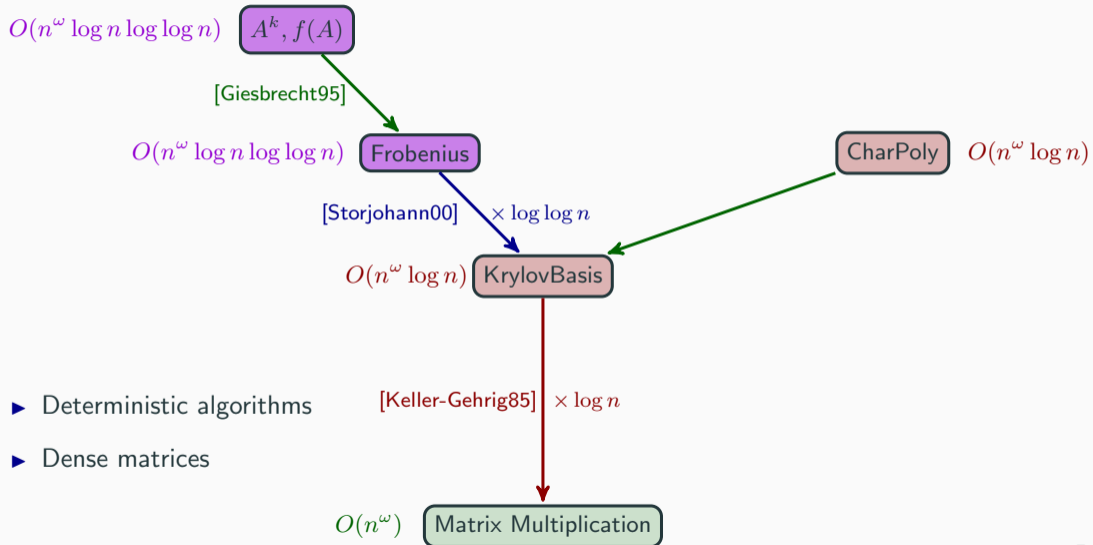 O(n^ω log n log log n) A^k, f(A)
[Giesbrecht95]
O(n^ω log n log log n) Frobenius CharPoly O(n^ω log n)
[Storjohann00] × log log n
O(n^ω log n) KrylovBasis
[Keller-Gehrig85] × log n
► Deterministic algorithms
► Dense matrices
O(n^ω) Matrix Multiplication